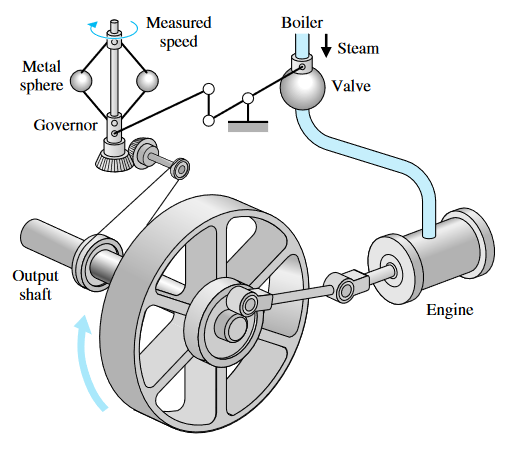 Measured
speed
Boiler
Steam
Metal
sphere
Valve
Governor
Output
shaft
Engine